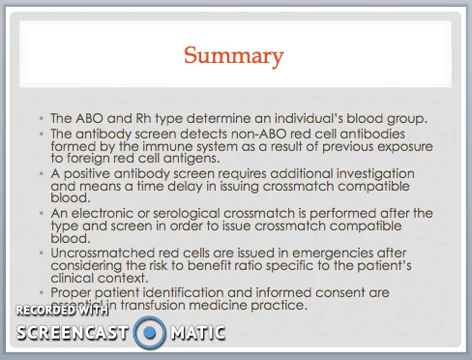 Summary
• The ABO and Rh type determine an individual's blood group.
• The antibody screen detects non-ABO red cell antibodies
formed by the immune system as a result of previous exposure
to foreign red cell antigens.
• A positive antibody screen requires additional investigation
and means a time delay in issuing crossmatch compatible
blood.
• An electronic or serological crossmatch is performed after the
type and screen in order to issue crossmatch compatible
blood.
• Uncrossmatched red cells are issued in emergencies after
considering the risk to benefit ratio specific to the patient's
clinical context.
• Proper patient identification and informed consent are
essential in transfusion medicine practice.
RECORDED WITH
SCREENCAST MATIC